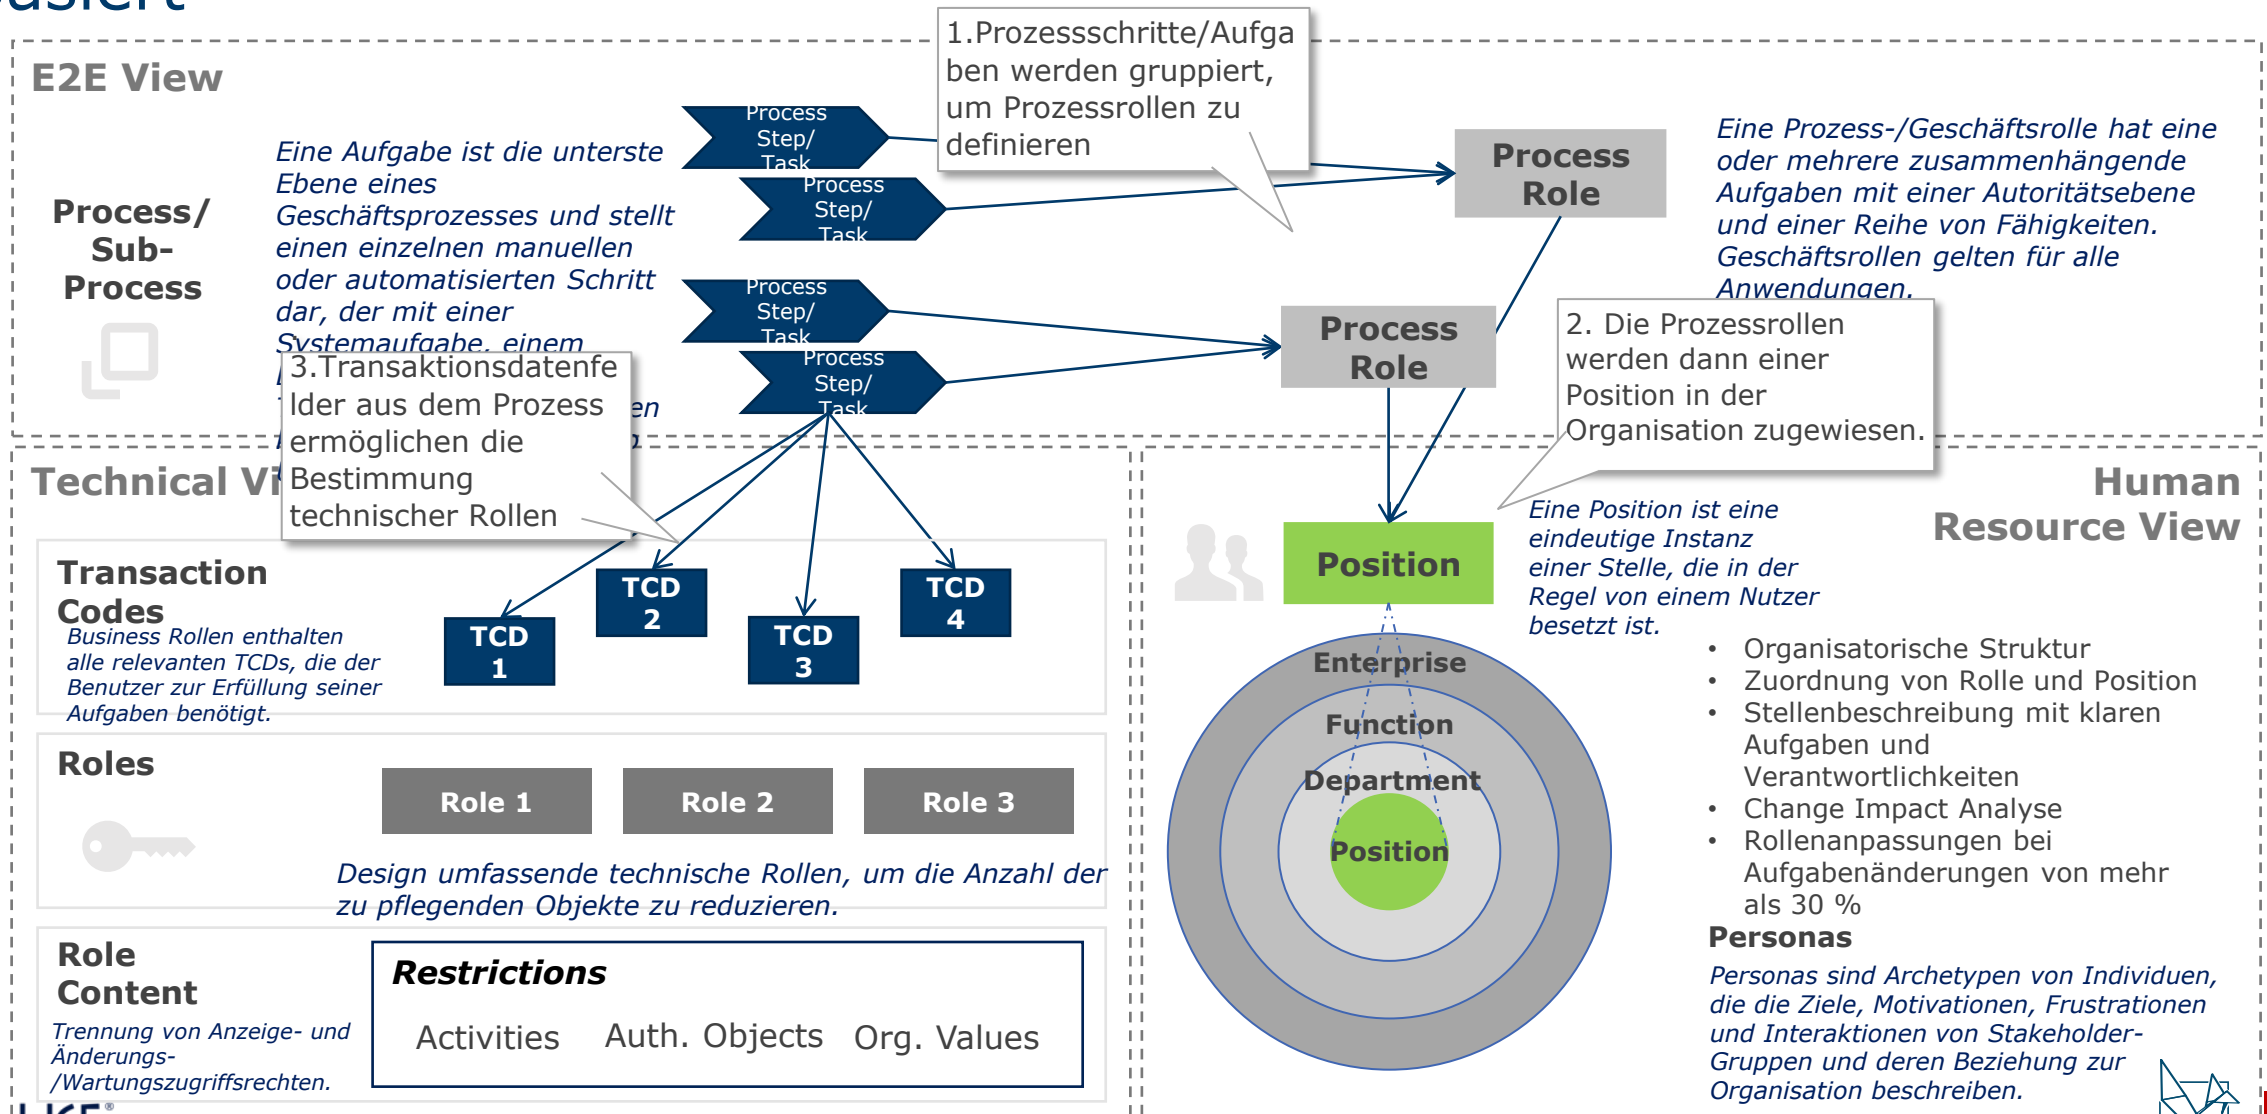 E2E View
1.Prozessschritte/Aufga
ben werden gruppiert,
um Prozessrollen zu
definieren
Process/
Sub-
Process
Eine Aufgabe ist die unterste
Ebene eines
Geschäftsprozesses und stellt
einen einzelnen manuellen
oder automatisierten Schritt
dar, der mit einer
Systemaufgabe, einem
Process
Step/
Task
Process
Step/
Task
Process
Step/
Task
Process
Step/
Task
Process
Role
Process
Role
Eine Prozess-/Geschäftsrolle hat eine
oder mehrere zusammenhängende
Aufgaben mit einer Autoritätsebene
und einer Reihe von Fähigkeiten.
Geschäftsrollen gelten für alle
Anwendungen.
2. Die Prozessrollen
werden dann einer
Position in der
Organisation zugewiesen.
3.Transaktionsdatenfe
lder aus dem Prozess
ermöglichen die
Bestimmung
technischer Rollen
Technical
Transaction
Codes
Business Rollen enthalten
alle relevanten TCDs, die der
Benutzer zur Erfüllung seiner
Aufgaben benötigt.
TCD
1
TCD
2
TCD
3
TCD
4
Roles
Role 1
Role 2
Role 3
Design umfassende technische Rollen, um die Anzahl der
zu pflegenden Objekte zu reduzieren.
Role
Content
Trennung von Anzeige- und
Änderungs-
/Wartungszugriffsrechten.
Restrictions
Activities
Auth. Objects
Org. Values
Human
Resource View
Position
Eine Position ist eine
eindeutige Instanz
einer Stelle, die in der
Regel von einem Nutzer
besetzt ist.
Enterprise
Function
Department
Position
• Organisatorische Struktur
• Zuordnung von Rolle und Position
• Stellenbeschreibung mit klaren
Aufgaben und
Verantwortlichkeiten
• Change Impact Analyse
• Rollenanpassungen bei
Aufgabenänderungen von mehr
als 30 %
Personas
Personas sind Archetypen von Individuen,
die die Ziele, Motivationen, Frustrationen
und Interaktionen von Stakeholder-
Gruppen und deren Beziehung zur
Organisation beschreiben.